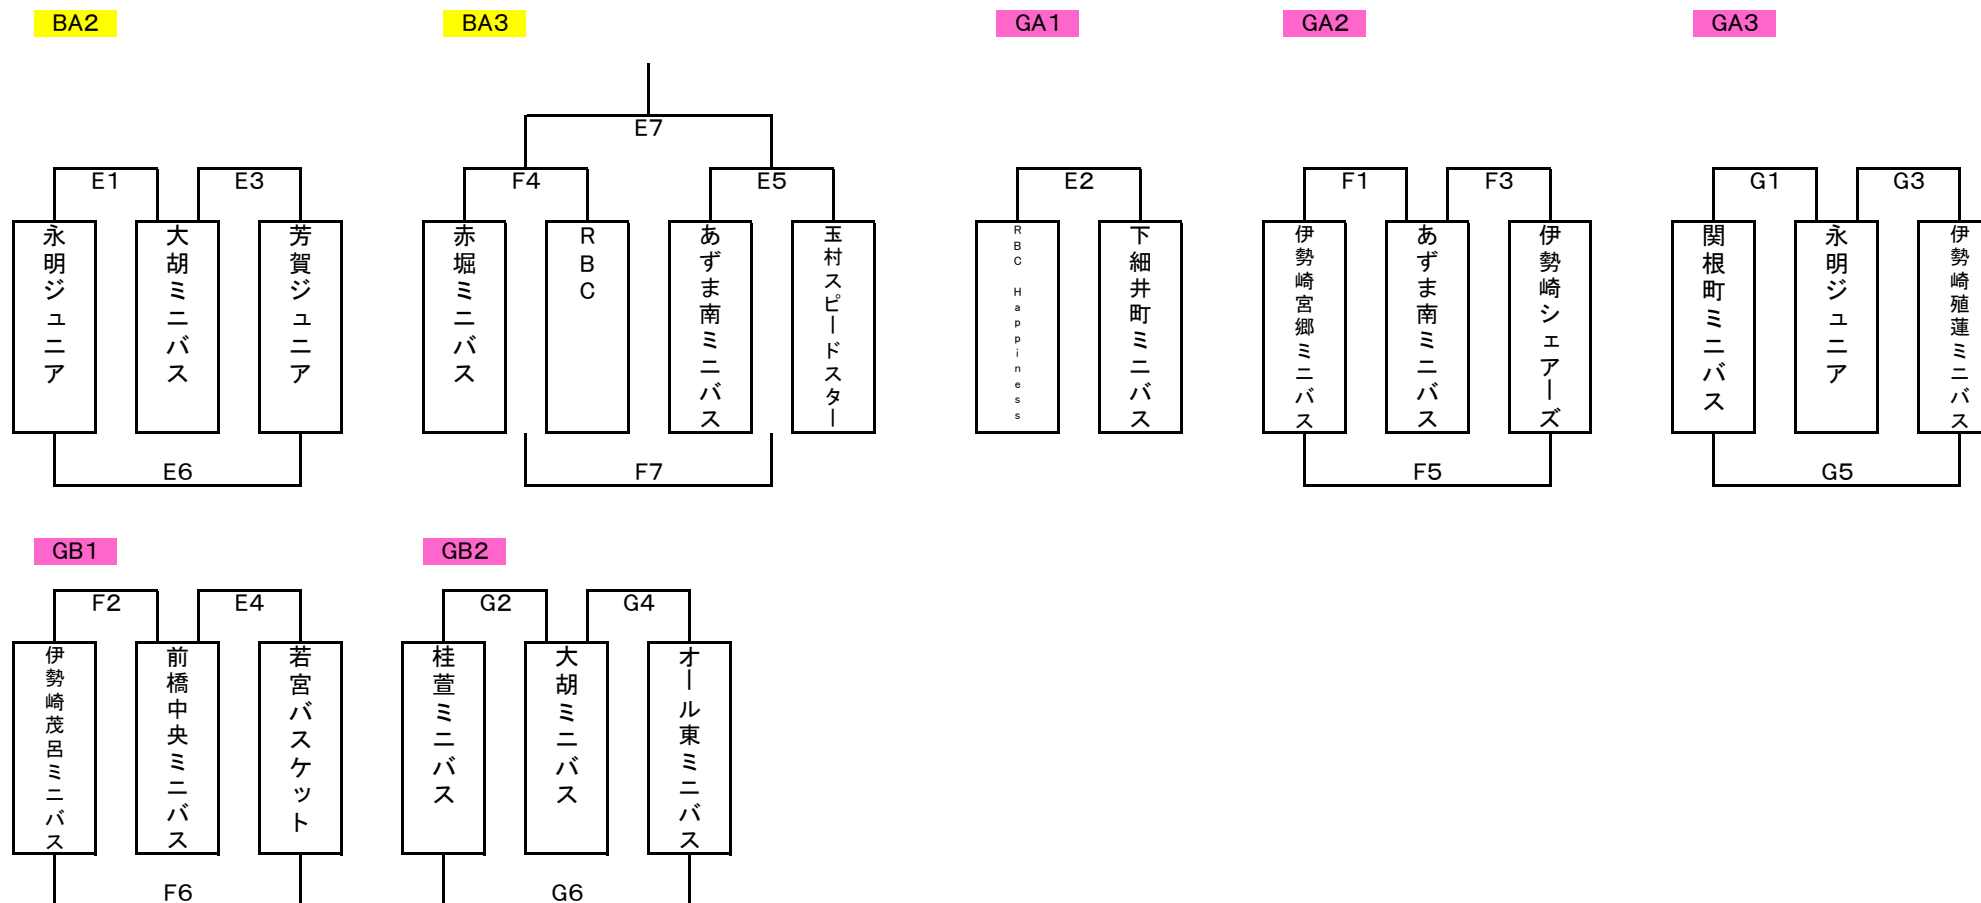 BA2
BA3
GA1
GA2
GA3
E7
E1
E3
F4
E5
E2
F1
F3
G1
G3
永明ジュニア
大胡ミニバス
芳賀ジュニア
赤堀ミニバス
RBC
あずま南ミニバス
玉村スピードスター
RBC Happiness
下細井町ミニバス
伊勢崎宮郷ミニバス
あずま南ミニバス
伊勢崎シェアーズ
関根町ミニバス
永明ジュニア
伊勢崎殖蓮ミニバス
E6
F7
F5
G5
GB1
GB2
F2
E4
G2
G4
伊勢崎茂呂ミニバス
前橋中央ミニバス
若宮バスケット
桂萱ミニバス
大胡ミニバス
オール東ミニバス
F6
G6